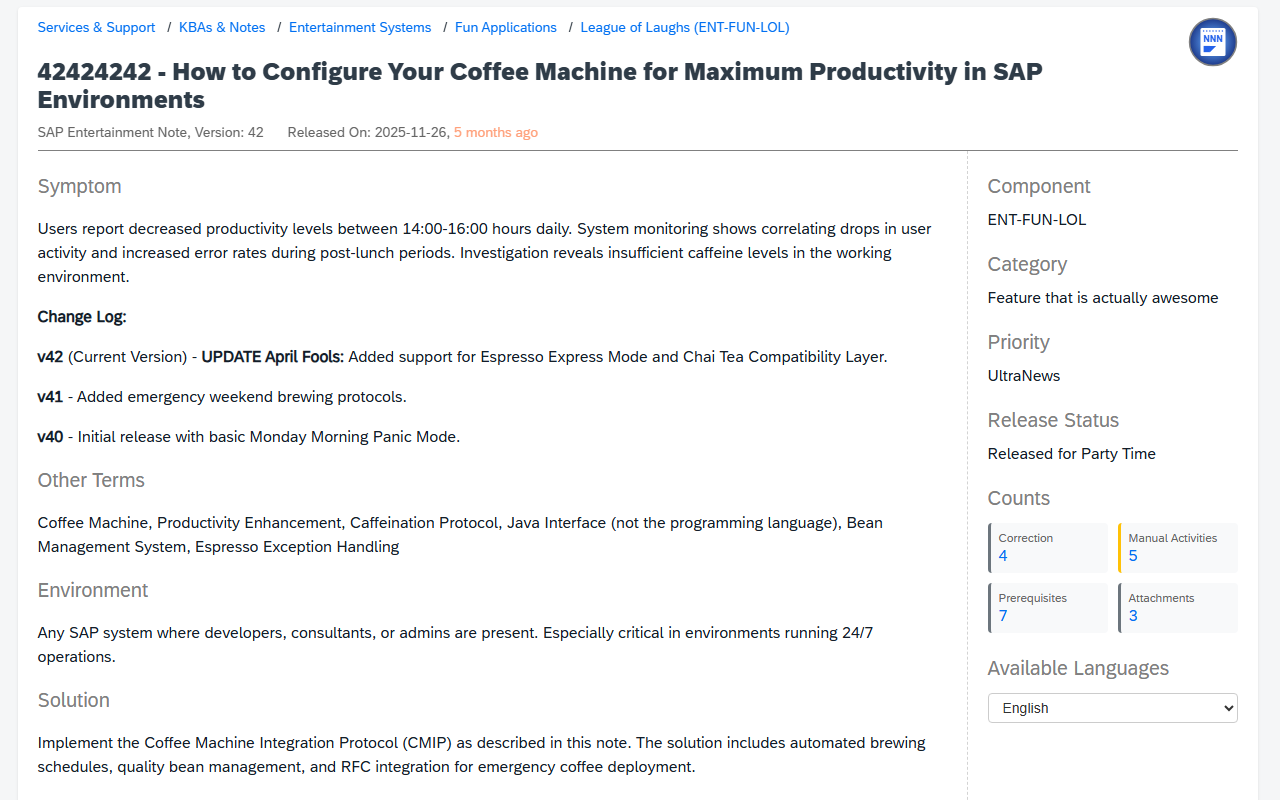 Services & Support / KBAs & Notes / Entertainment Systems / Fun Applications / League of Laughs (ENT-FUN-LOL)
NNN
42424242 - How to Configure Your Coffee Machine for Maximum Productivity in SAP
Environments
SAP Entertainment Note, Version: 42 Released On: 2025-11-26, 5 months ago
Symptom
Users report decreased productivity levels between 14:00-16:00 hours daily. System monitoring shows correlating drops in user
activity and increased error rates during post-lunch periods. Investigation reveals insufficient caffeine levels in the working
environment.
Change Log:
v42 (Current Version) - UPDATE April Fools: Added support for Espresso Express Mode and Chai Tea Compatibility Layer.
v41 - Added emergency weekend brewing protocols.
v40 - Initial release with basic Monday Morning Panic Mode.
Other Terms
Coffee Machine, Productivity Enhancement, Caffeination Protocol, Java Interface (not the programming language), Bean
Management System, Espresso Exception Handling
Environment
Any SAP system where developers, consultants, or admins are present. Especially critical in environments running 24/7
operations.
Solution
Implement the Coffee Machine Integration Protocol (CMIP) as described in this note. The solution includes automated brewing
schedules, quality bean management, and RFC integration for emergency coffee deployment.
Component
ENT-FUN-LOL
Category
Feature that is actually awesome
Priority
UltraNews
Release Status
Released for Party Time
Counts
Correction
4
Manual Activities
5
Prerequisites
7
Attachments
3
Available Languages
English